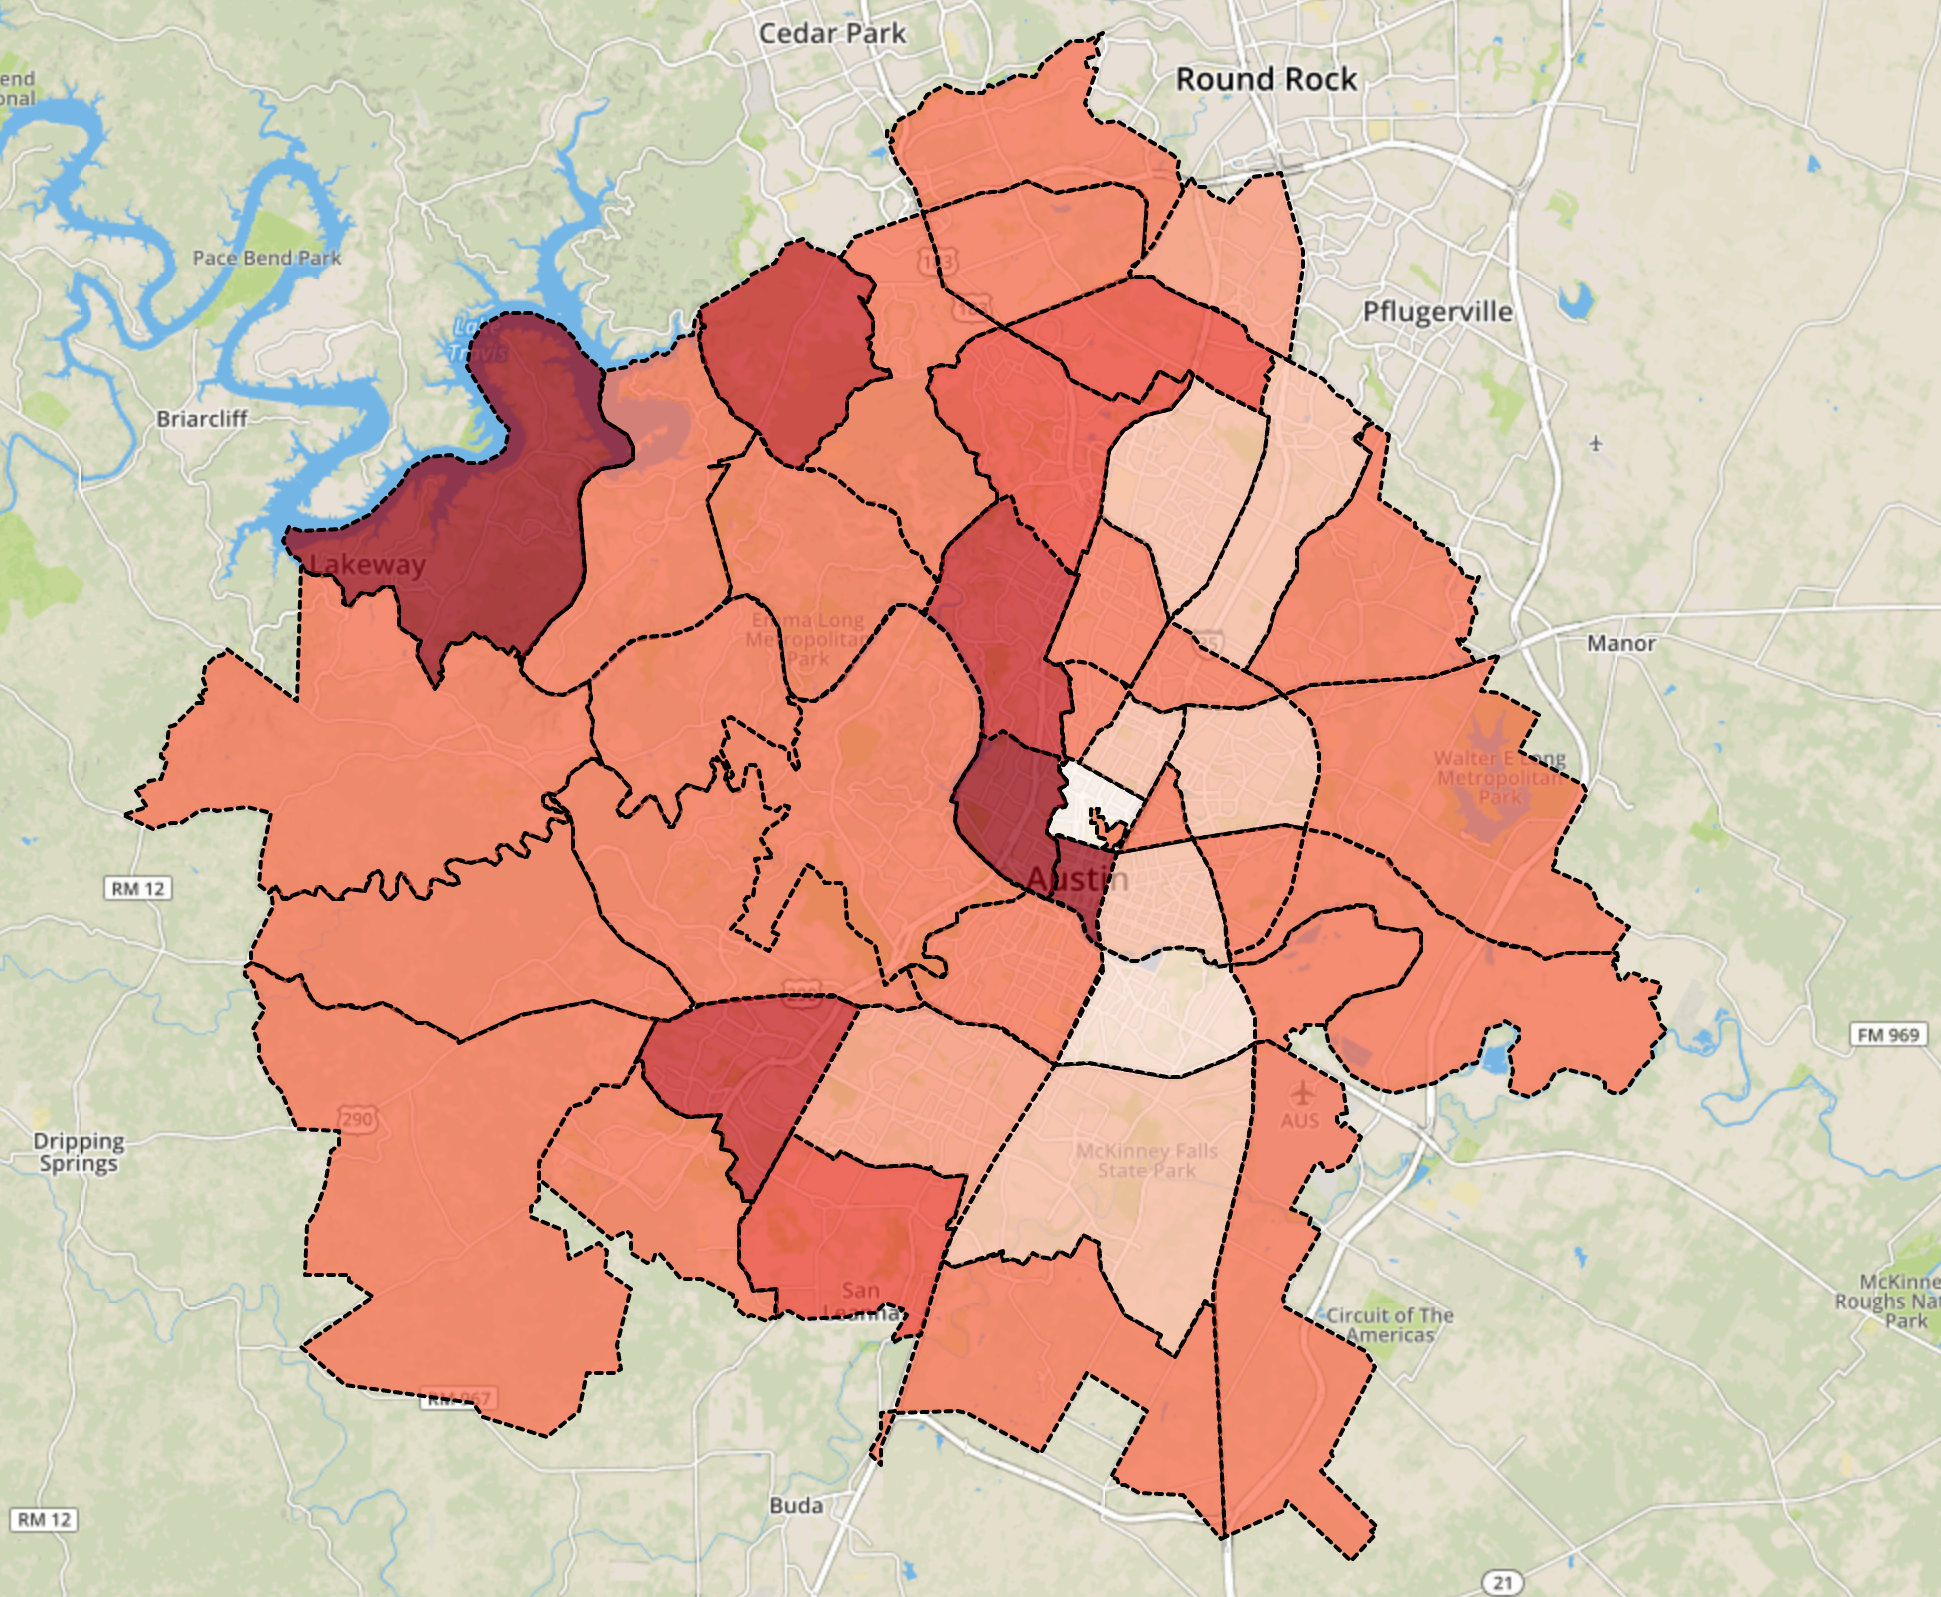 Cedar Park
Round Rock
end
onal
Pace Bend Park
183
183
Pflugerville
Lake
Travis
Briarcliff
Lakeway
Emma Long
Metropolitan
Park
35
Manor
Walter E Long
Metropolitan
Park
RM 12
Austin
290
FM 969
290
AUS
Dripping
Springs
McKinney Falls
State Park
San
Leanna
McKinne
Roughs Nat
Park
Circuit of The
Americas
RM 967
Buda
RM 12
21